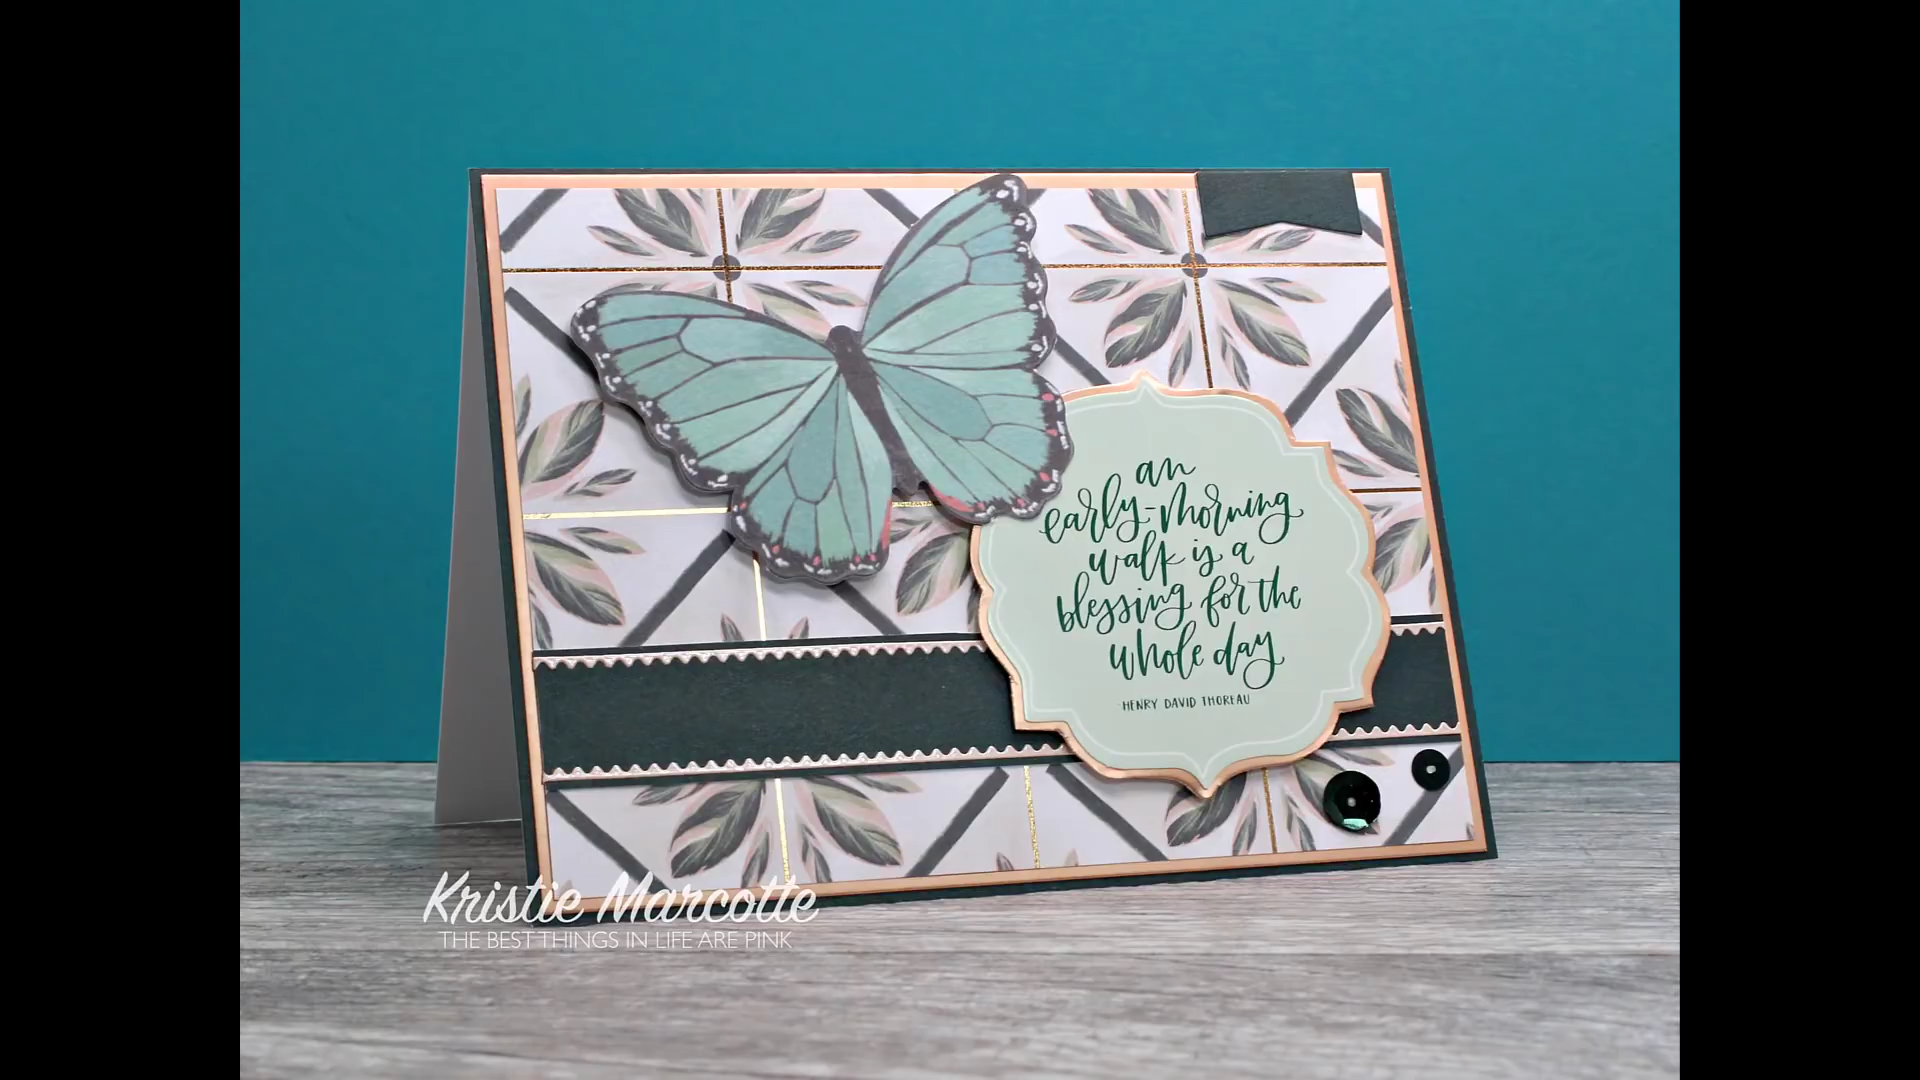 an
early-morning
walk is a
blessing for the
whole day
-HENRY DAVID THOREAU
Kristie Marcotte
THE BEST THINGS IN LIFE ARE PINK